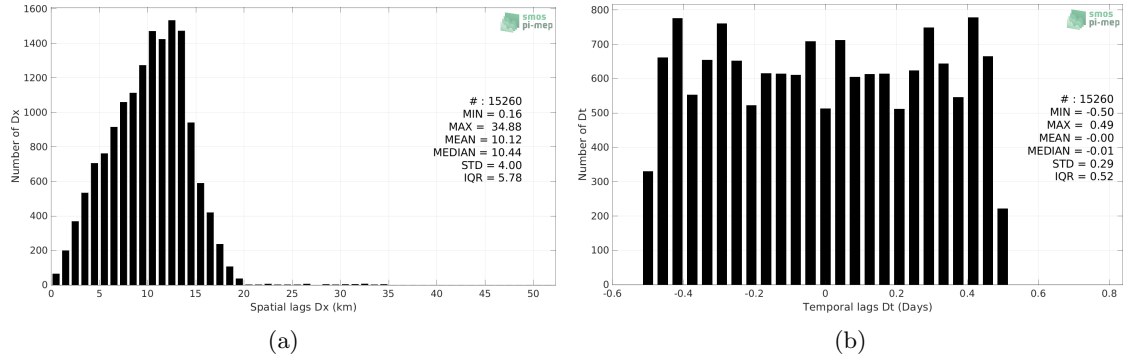 1600
1400
1200
1000
800
600
400
200
0
0 5 10 15 20 25 30 35 40 45 50
Number of Dx
Spatial lags Dx (km)
smos
pi-mep
# : 15260
MIN = 0.16
MAX = 34.88
MEAN = 10.12
MEDIAN = 10.44
STD = 4.00
IQR = 5.78
(a)
800
700
600
500
400
300
200
100
0
-0.6 -0.4 -0.2 0 0.2 0.4 0.6 0.8
Number of Dt
Temporal lags Dt (Days)
smos
pi-mep
# : 15260
MIN = -0.50
MAX = 0.49
MEAN = -0.00
MEDIAN = -0.01
STD = 0.29
IQR = 0.52
(b)